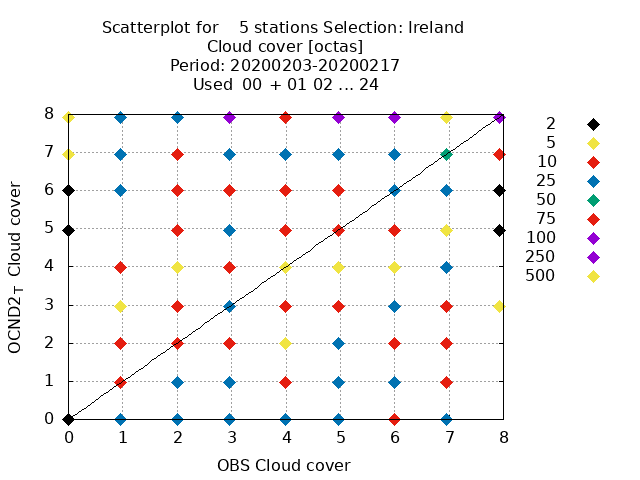 Scatterplot for 5 stations Selection: Ireland
Cloud cover [octas]
Period: 20200203-20200217
Used 00 + 01 02 ... 24
8
7
6
5
4
3
2
1
0
0 1 2 3 4 5 6 7 8
OCND2T Cloud cover
OBS Cloud cover
2
5
10
25
50
75
100
250
500